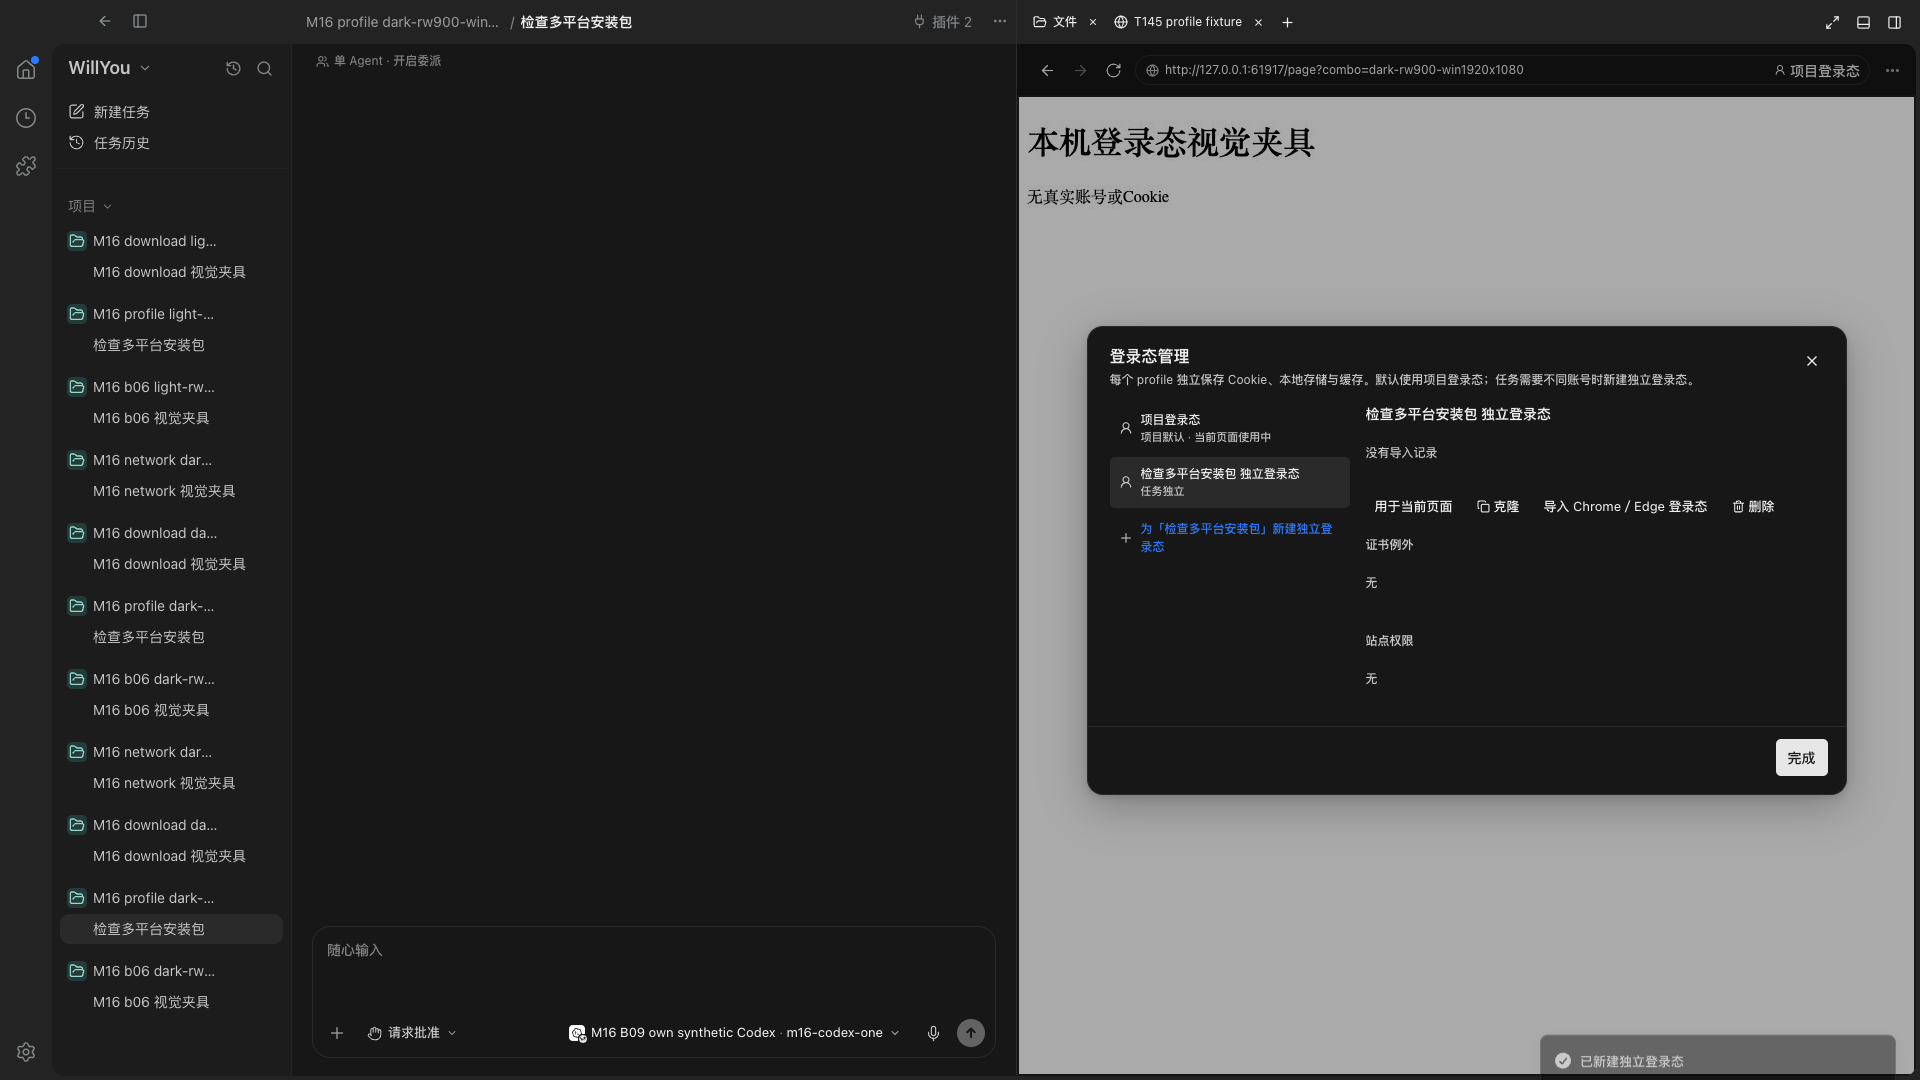 M16 profile dark-rw900-win... / 检查多平台安装包
插件 2
文件
T145 profile fixture
WillYou
单 Agent · 开启委派
http://127.0.0.1:61917/page?combo=dark-rw900-win1920x1080
项目登录态
新建任务
任务历史
项目
M16 download lig...
M16 download 视觉夹具
M16 profile light-...
检查多平台安装包
M16 b06 light-rw...
M16 b06 视觉夹具
M16 network dar...
M16 network 视觉夹具
M16 download da...
M16 download 视觉夹具
M16 profile dark-...
检查多平台安装包
M16 b06 dark-rw...
M16 b06 视觉夹具
M16 network dar...
M16 network 视觉夹具
M16 download da...
M16 download 视觉夹具
M16 profile dark-...
检查多平台安装包
M16 b06 dark-rw...
M16 b06 视觉夹具
随心输入
请求批准
M16 B09 own synthetic Codex · m16-codex-one
本机登录态视觉夹具
无真实账号或Cookie
登录态管理
每个 profile 独立保存 Cookie、本地存储与缓存。默认使用项目登录态；任务需要不同账号时新建独立登录态。
项目登录态
项目默认 · 当前页面使用中
检查多平台安装包 独立登录态
任务独立
为「检查多平台安装包」新建独立登
录态
检查多平台安装包 独立登录态
没有导入记录
用于当前页面
克隆
导入 Chrome / Edge 登录态
删除
证书例外
无
站点权限
无
完成
已新建独立登录态